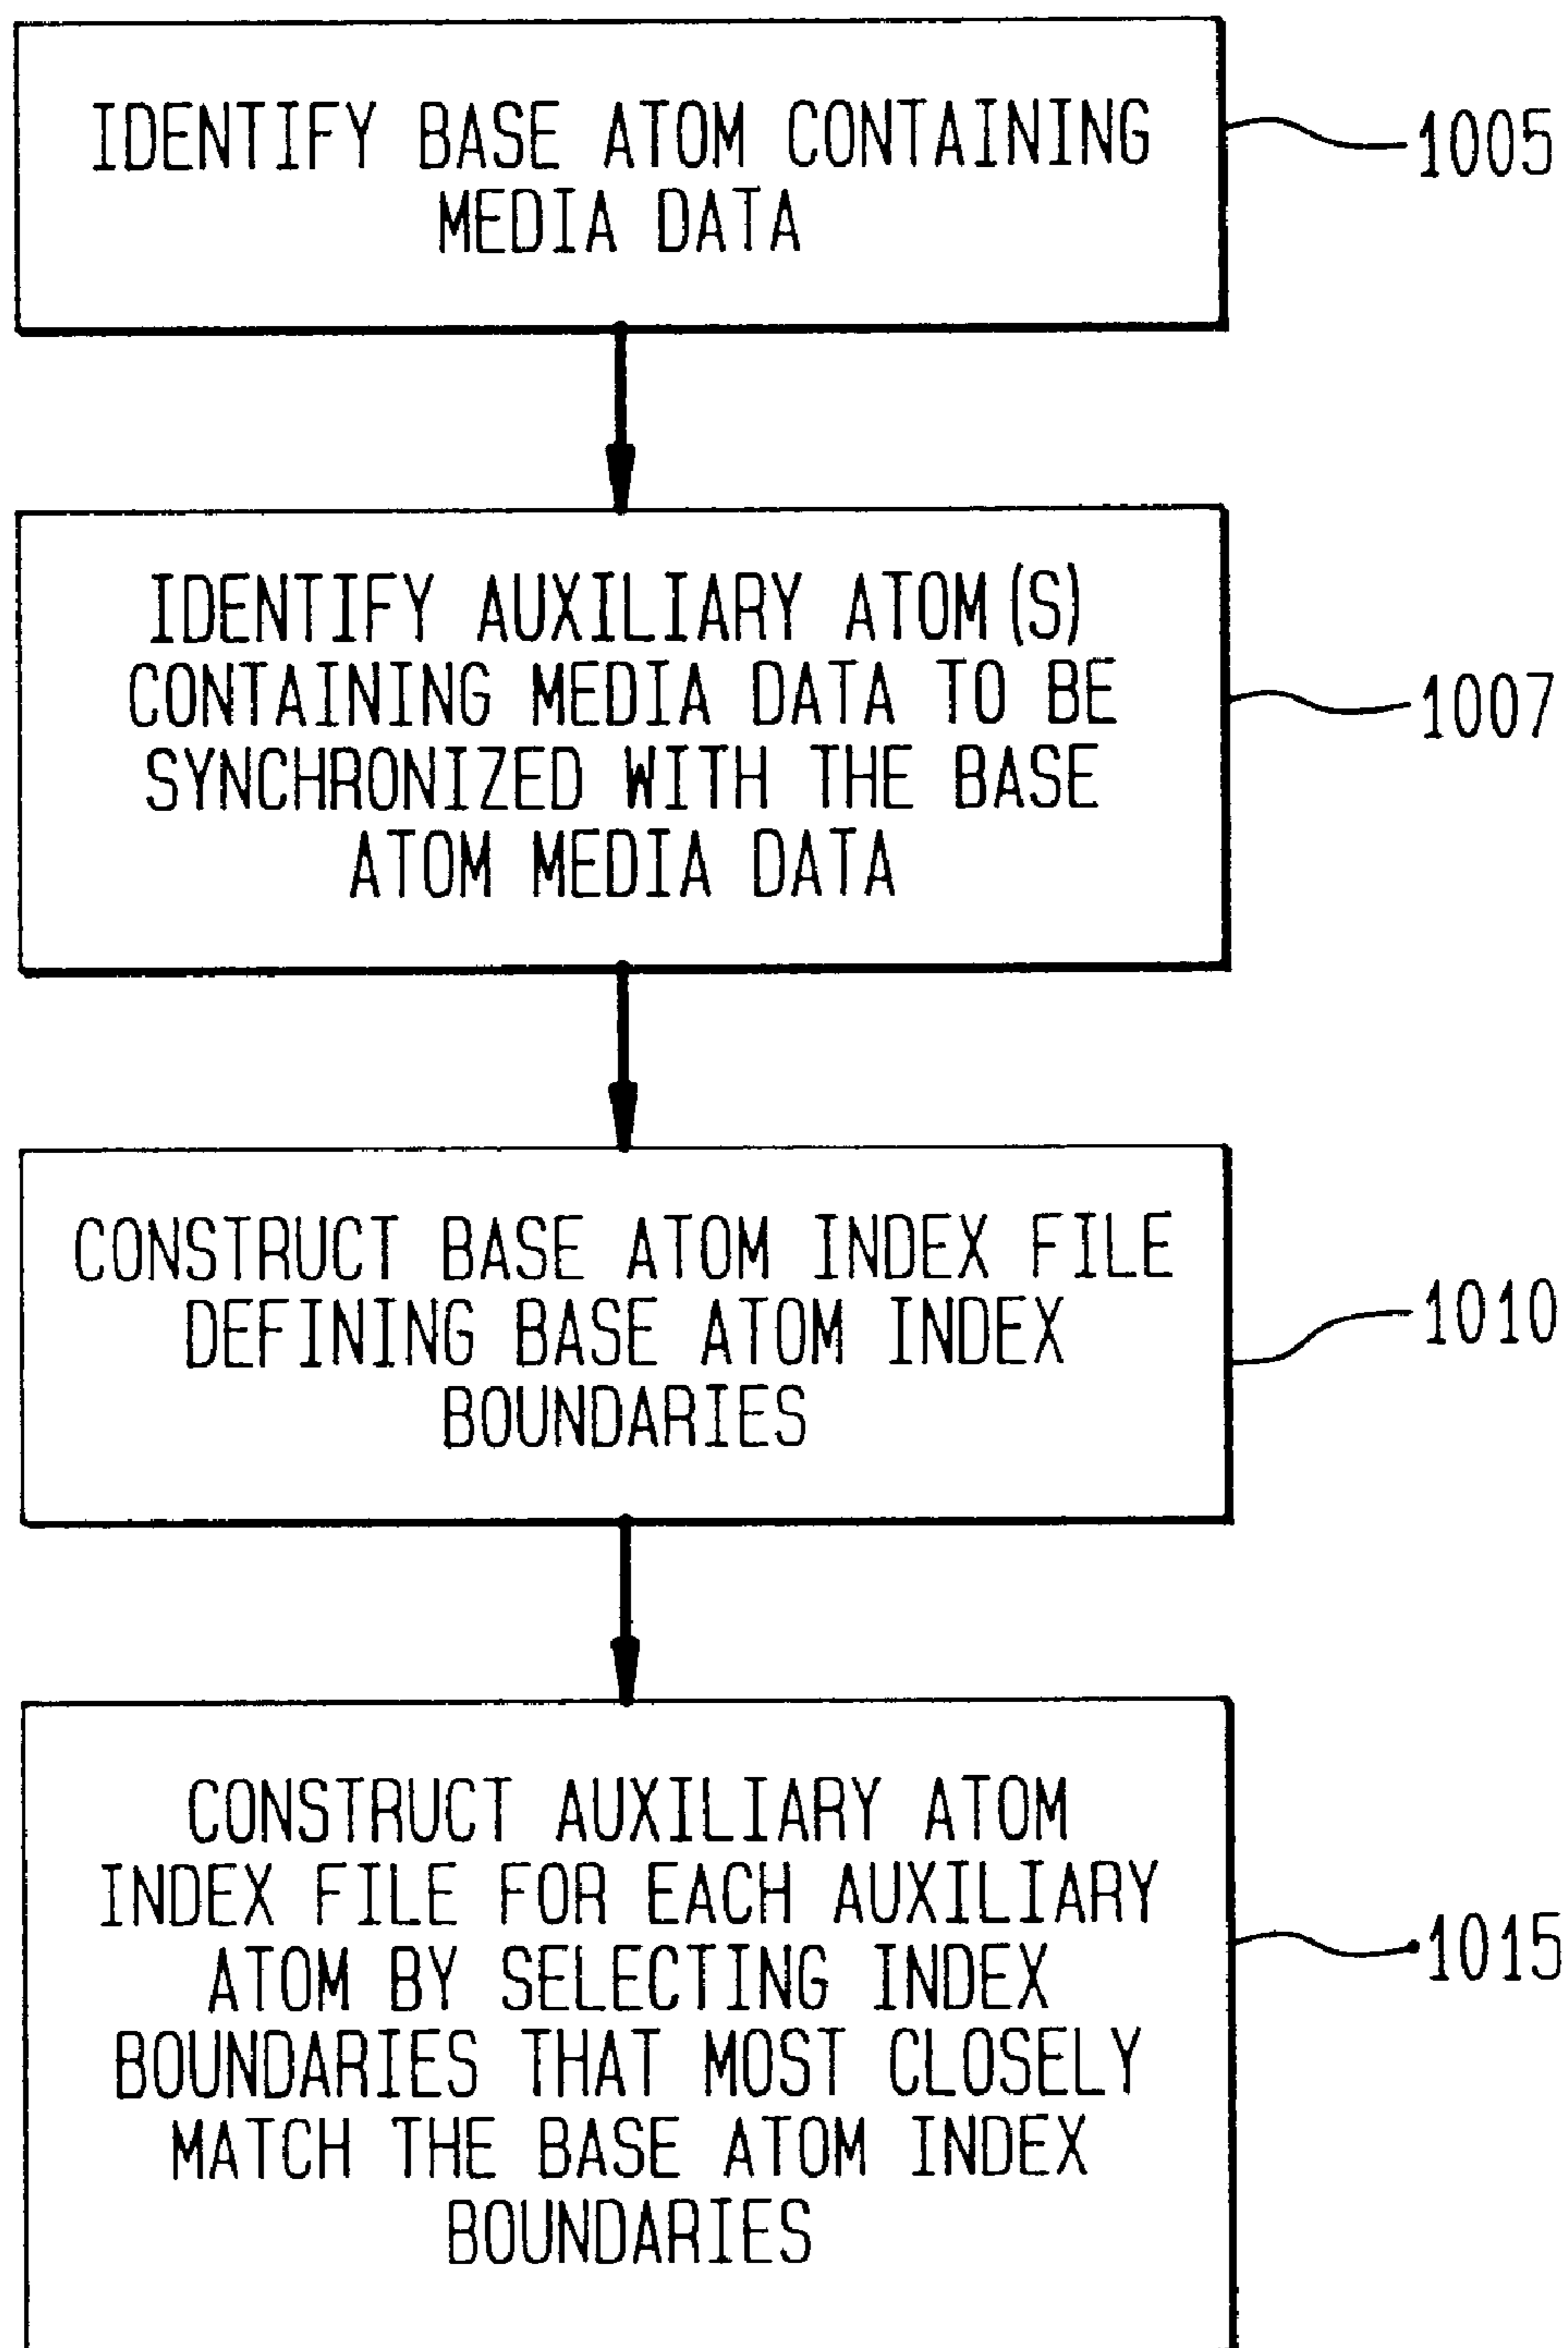 IDENTIFY BASE ATOM CONTAINING
MEDIA DATA
1005
IDENTIFY AUXILIARY ATOM(S)
CONTAINING MEDIA DATA TO BE
SYNCHRONIZED WITH THE BASE
ATOM MEDIA DATA
1007
CONSTRUCT BASE ATOM INDEX FILE
DEFINING BASE ATOM INDEX
BOUNDARIES
1010
CONSTRUCT AUXILIARY ATOM
INDEX FILE FOR EACH AUXILIARY
ATOM BY SELECTING INDEX
BOUNDARIES THAT MOST CLOSELY
MATCH THE BASE ATOM INDEX
BOUNDARIES
1015